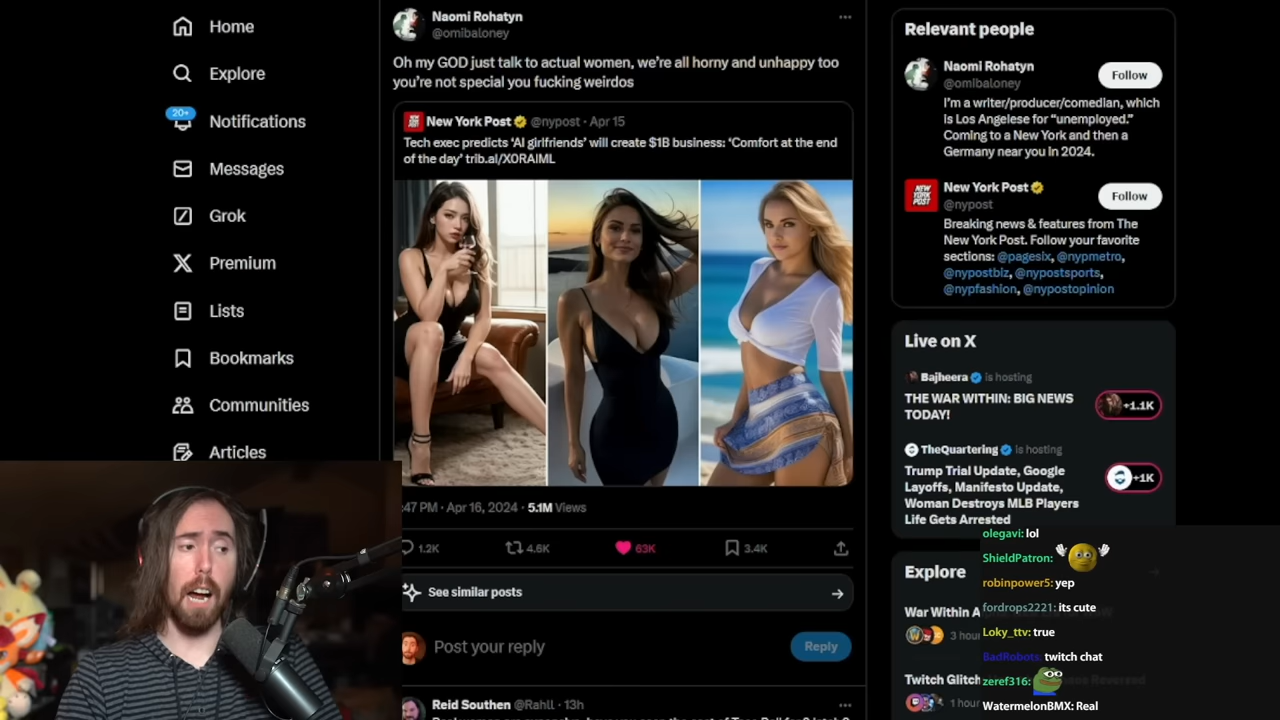 Home
Explore
20+
Notifications
Messages
Grok
Premium
Lists
Bookmarks
Communities
Articles
Naomi Rohatyn
@omibaloney
Oh my GOD just talk to actual women, we're all horny and unhappy too
you're not special you fucking weirdos
New York Post @nypost · Apr 15
Tech exec predicts 'AI girlfriends' will create $1B business: 'Comfort at the end
of the day' trib.al/X0RAIML
:47 PM · Apr 16, 2024 · 5.1M Views
1.2K
4.6K
63K
3.4K
See similar posts
Post your reply
Reply
Reid Southen @Rahll · 13h
Relevant people
Naomi Rohatyn
@omibaloney
Follow
I'm a writer/producer/comedian, which
is Los Angelese for "unemployed."
Coming to a New York and then a
Germany near you in 2024.
NEW YORK POST
New York Post
@nypost
Follow
Breaking news & features from The
New York Post. Follow your favorite
sections: @pagesix, @nypmetro,
@nypostbiz, @nypostsports,
@nypfashion, @nypostopinion
Live on X
Bajheera is hosting
THE WAR WITHIN: BIG NEWS
TODAY!
+1.1K
TheQuartering is hosting
Trump Trial Update, Google
Layoffs, Manifesto Update,
Woman Destroys MLB Players
Life Gets Arrested
+1K
Explore
War Within A
3 hou
Twitch Glitch
1 hour
olegavi: lol
ShieldPatron:
robinpower5: yep
fordrops2221: its cute
Loky_ttv: true
BadRobots: twitch chat
zeref316:
WatermelonBMX: Real